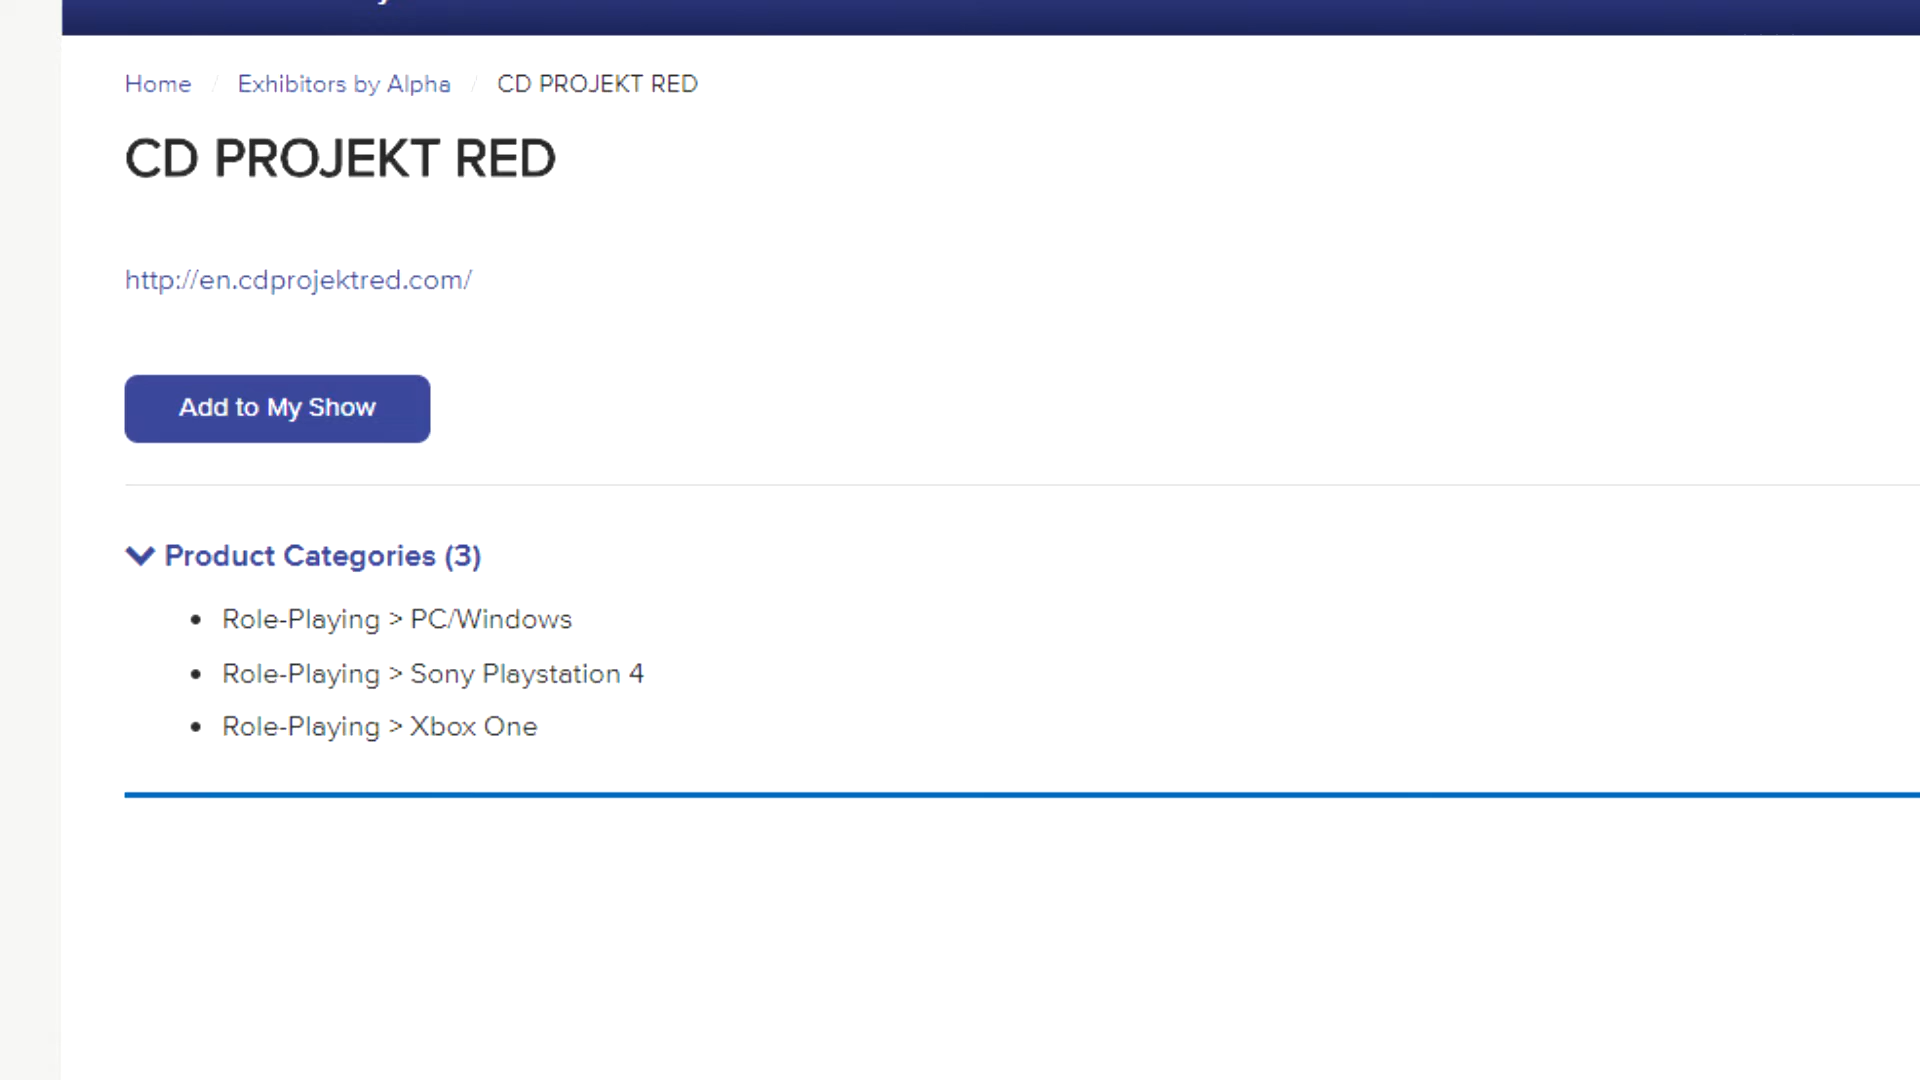 Home / Exhibitors by Alpha / CD PROJEKT RED
CD PROJEKT RED
http://en.cdprojektred.com/
Add to My Show
Product Categories (3)
• Role-Playing > PC/Windows
• Role-Playing > Sony Playstation 4
• Role-Playing > Xbox One